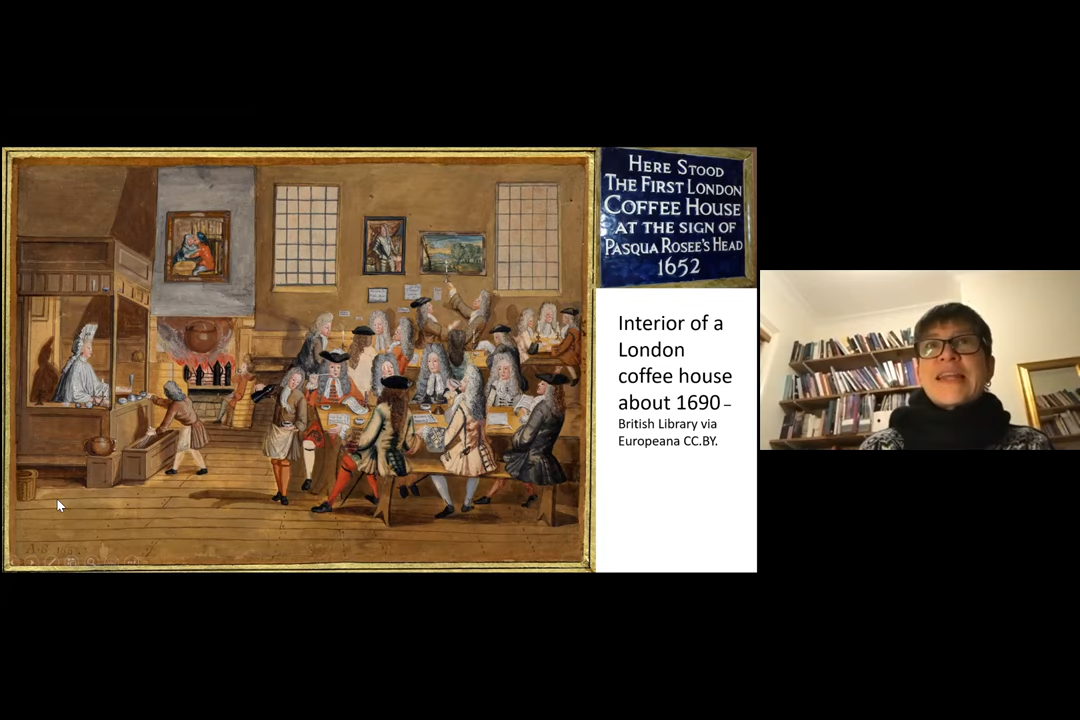 HERE STOOD
THE FIRST LONDON
COFFEE HOUSE
AT THE SIGN OF
PASQUA ROSEE'S HEAD
1652
Interior of a
London
coffee house
about 1690 –
British Library via
Europeana CC.BY.